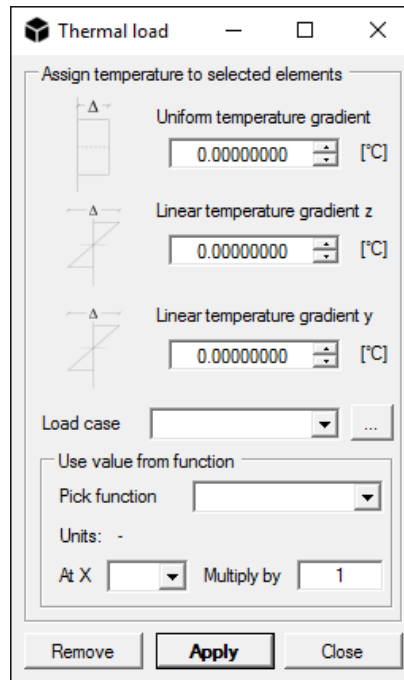 Thermal load
Assign temperature to selected elements
Δ
Uniform temperature gradient
0.00000000 [°C]
Δ
Linear temperature gradient z
0.00000000 [°C]
Δ
Linear temperature gradient y
0.00000000 [°C]
Load case ...
Use value from function
Pick function
Units: -
At X Multiply by 1
Remove Apply Close